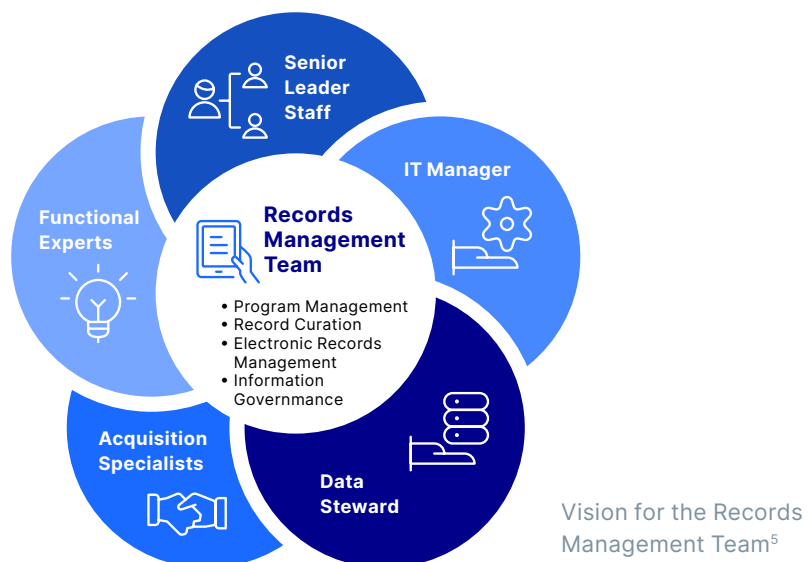 Senior
Leader
Staff
IT Manager
Functional
Experts
Records
Management
Team
• Program Management
• Record Curation
• Electronic Records
Management
• Information
Governmance
Acquisition
Specialists
Data
Steward
Vision for the Records
Management Team⁵